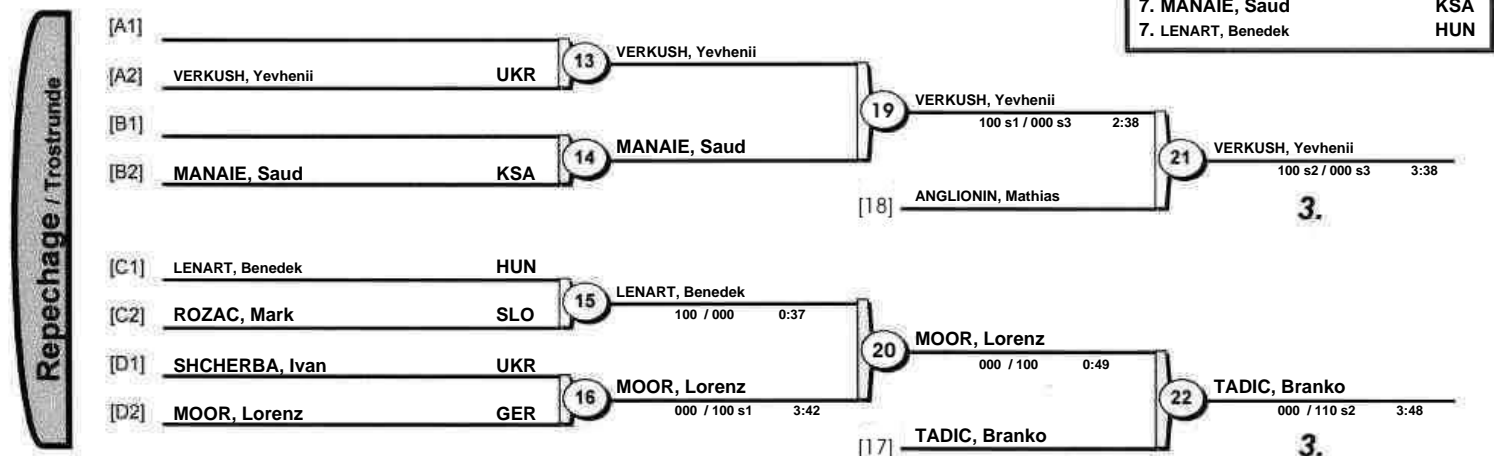 7. MANAIE, Saud KSA
7. LENART, Benedek HUN
Repechage / Trostrunde
[A1]
[A2] VERKUSH, Yevhenii UKR
13 VERKUSH, Yevhenii
[B1]
[B2] MANAIE, Saud KSA
14 MANAIE, Saud
19 VERKUSH, Yevhenii
100 s1 / 000 s3 2:38
[18] ANGLIONIN, Mathias
21 VERKUSH, Yevhenii
100 s2 / 000 s3 3:38
3.
[C1] LENART, Benedek HUN
[C2] ROZAC, Mark SLO
15 LENART, Benedek
100 / 000 0:37
[D1] SHCHERBA, Ivan UKR
[D2] MOOR, Lorenz GER
16 MOOR, Lorenz
000 / 100 s1 3:42
20 MOOR, Lorenz
000 / 100 0:49
[17] TADIC, Branko
22 TADIC, Branko
000 / 110 s2 3:48
3.